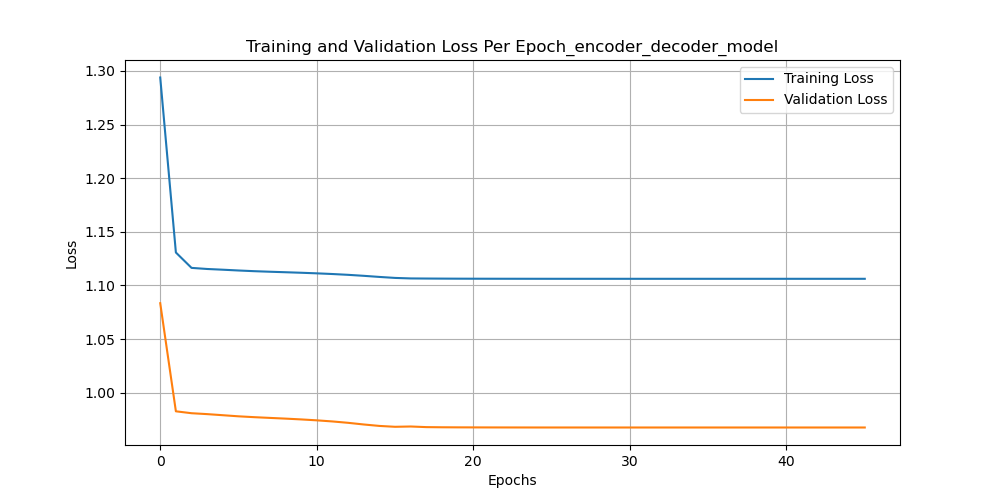 Training and Validation Loss Per Epoch_encoder_decoder_model
1.30
Training Loss
Validation Loss
1.25
1.20
1.15
Loss
1.10
1.05
1.00
0
10
20
30
40
Epochs